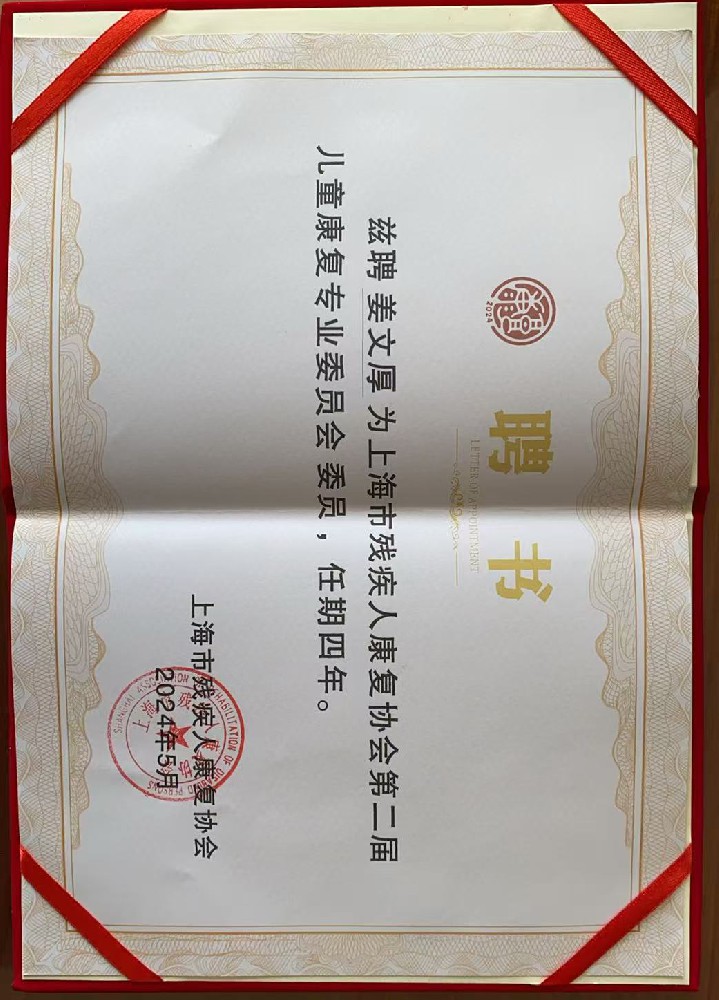 2024
聘 书
LETTER OF APPOINTMENT
兹聘 姜文厚 为上海市残疾人康复协会第二届
儿童康复专业委员会 委员，任期四年。
上海市残疾人康复协会
2024年5月